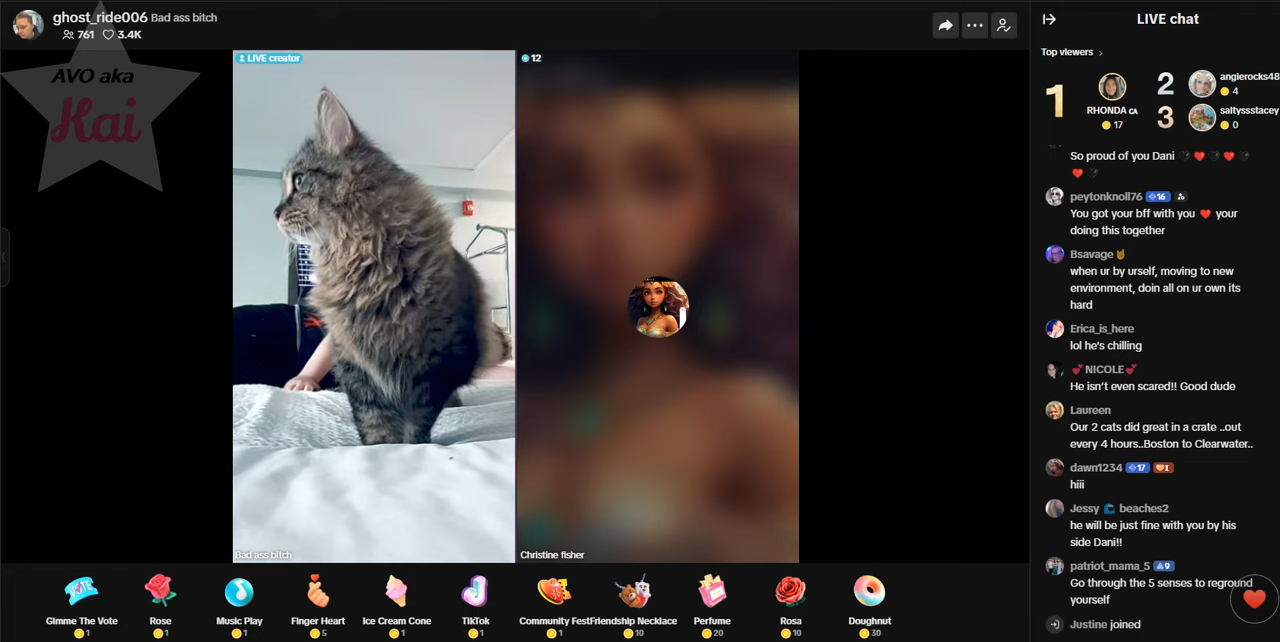 ghost_ride006 Bad ass bitch
761 3.4K
AVO aka
Kai
LIVE creator
12
Bad ass bitch
Christine fisher
Gimme The Vote
1
Rose
1
Music Play
1
Finger Heart
5
Ice Cream Cone
1
TikTok
1
Community Fest
1
Friendship Necklace
10
Perfume
20
Rosa
10
Doughnut
30
LIVE chat
Top viewers >
1
RHONDA 🇨🇦
17
2
anglerocks48
4
3
saltyssstacey
0
So proud of you Dani 🖤❤️🖤❤️🖤
❤️🖤
peytonknoll76 16
You got your bff with you ❤️ your
doing this together
Bsavage 🤘
when ur by urself, moving to new
environment, doin all on ur own its
hard
Erica_is_here
lol he's chilling
💕NICOLE💕
He isn't even scared!! Good dude
Laureen
Our 2 cats did great in a crate ..out
every 4 hours..Boston to Clearwater..
dawn1234 17 I
hiii
Jessy 🌊 beaches2
he will be just fine with you by his
side Dani!!
patriot_mama_5 9
Go through the 5 senses to reground
yourself
Justine joined